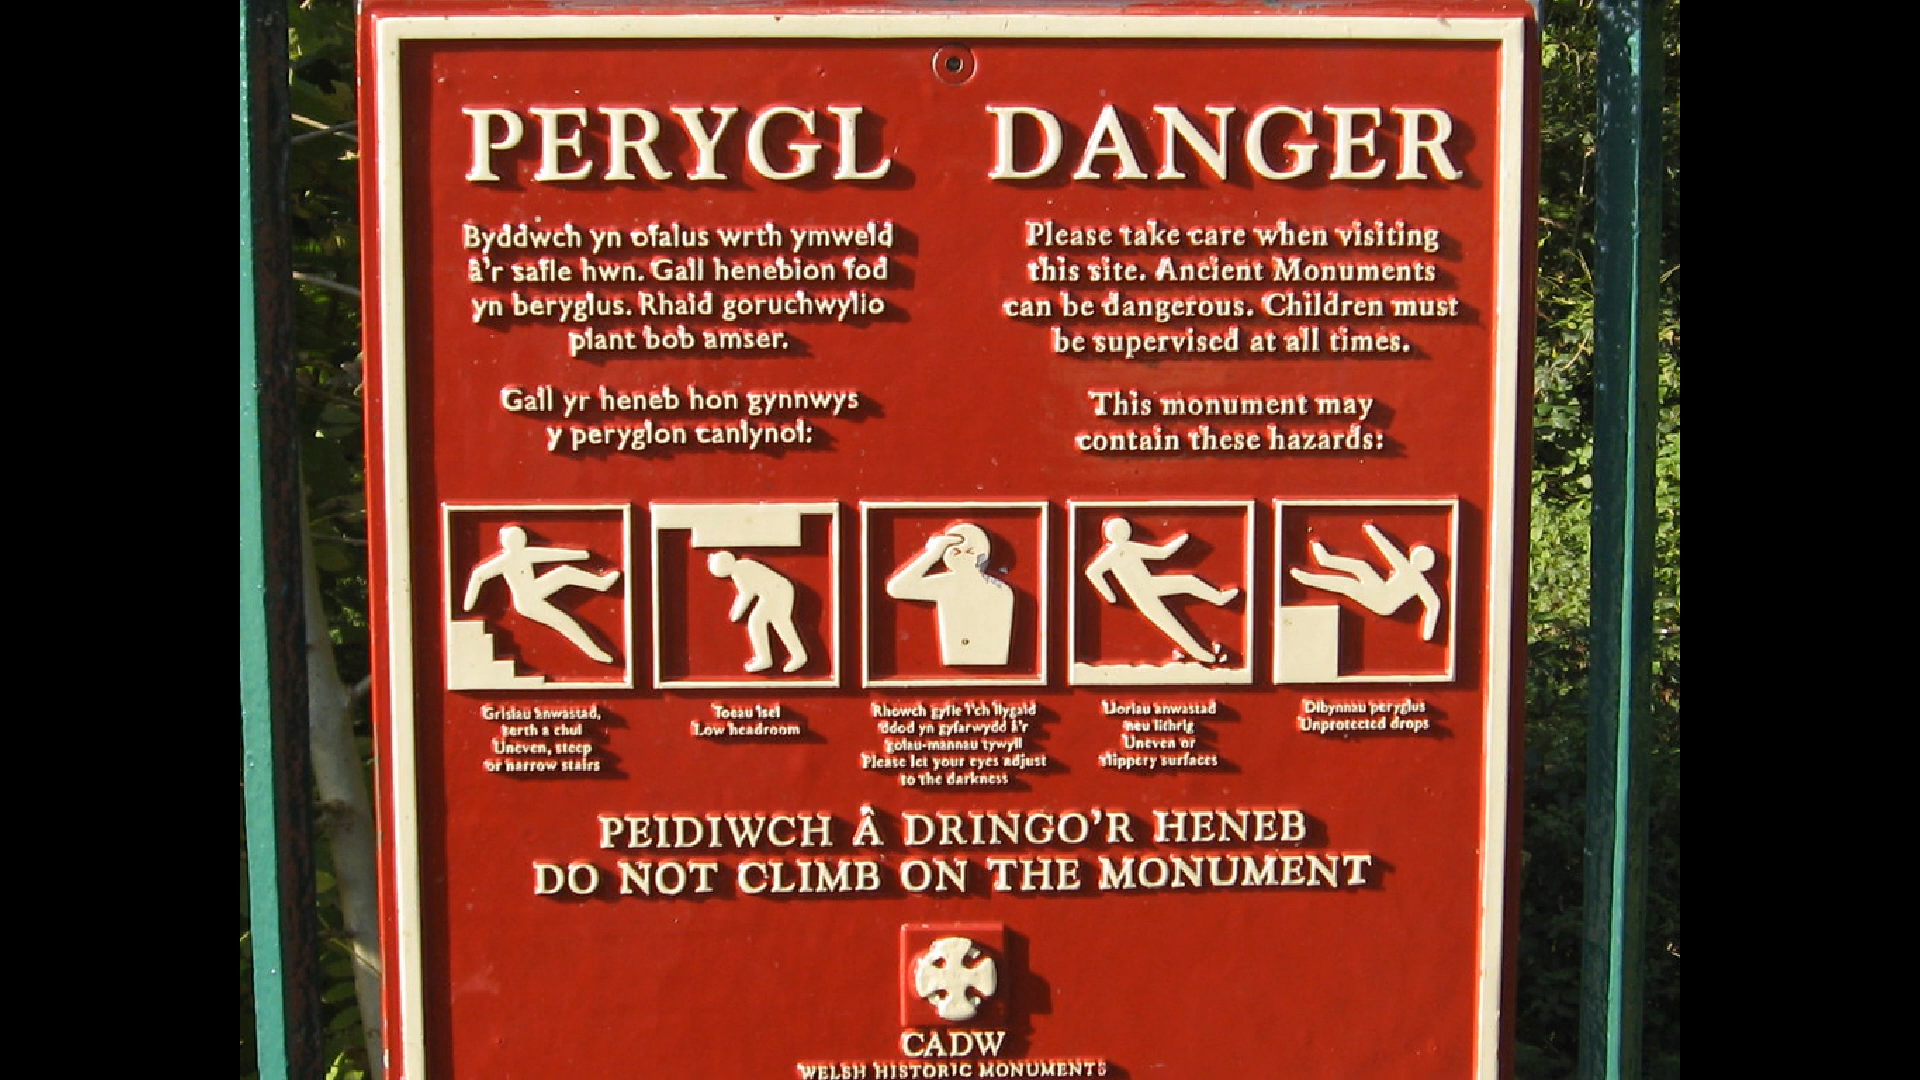 PERYGL
Byddwch yn ofalus wrth ymweld
â'r safle hwn. Gall henebion fod
yn beryglus. Rhaid goruchwylio
plant bob amser.
Gall yr heneb hon gynnwys
y peryglon canlynol:
DANGER
Please take care when visiting
this site. Ancient Monuments
can be dangerous. Children must
be supervised at all times.
This monument may
contain these hazards:
Grisiau anwastad,
serth a chul
Uneven, steep
or narrow stairs
Toeau isel
Low headroom
Rhowch gyfle i'ch llygaid
ddod yn gyfarwydd â'r
golau-mannau tywyll
Please let your eyes adjust
to the darkness
Lloriau anwastad
neu lithrig
Uneven or
slippery surfaces
Dibynnau peryglus
Unprotected drops
PEIDIWCH Â DRINGO'R HENEB
DO NOT CLIMB ON THE MONUMENT
CADW
WELSH HISTORIC MONUMENTS